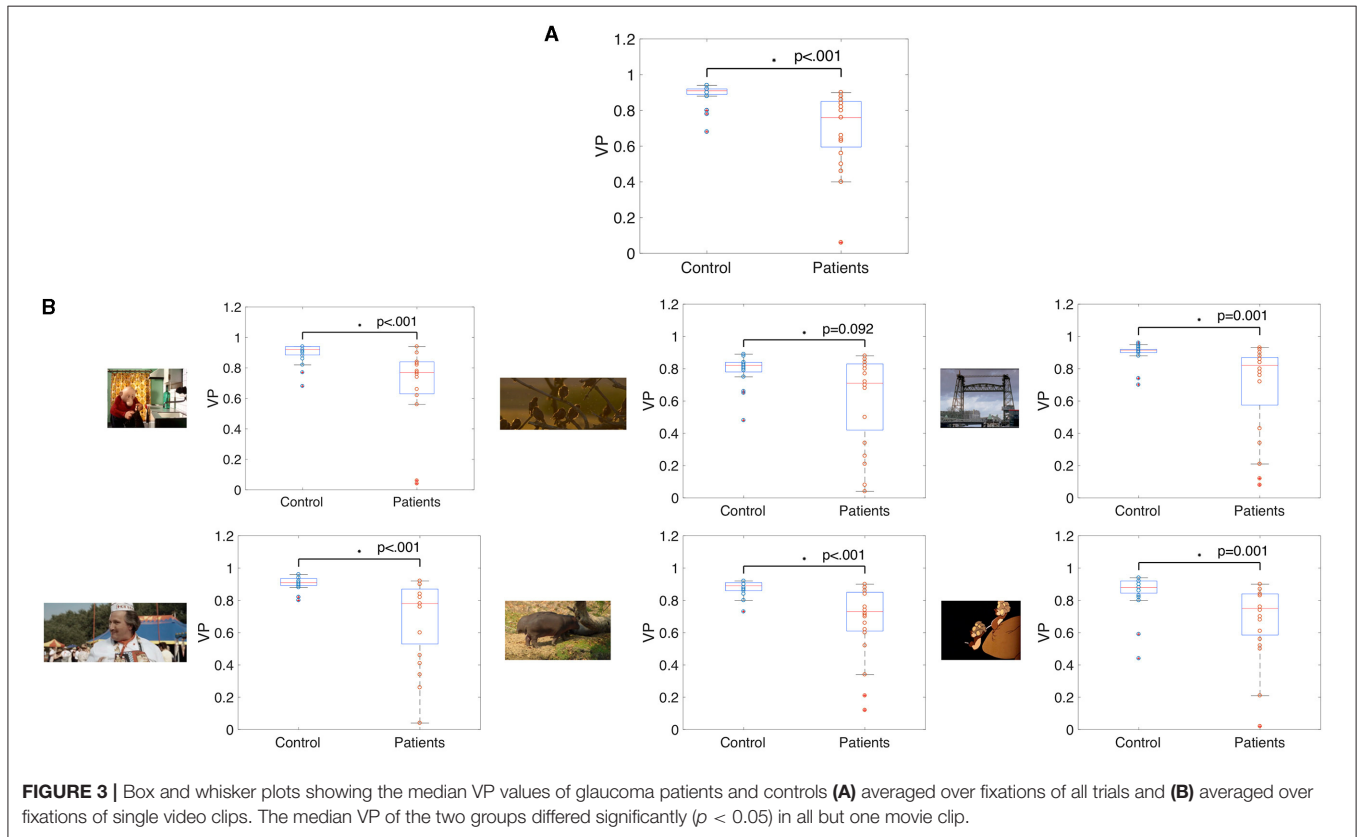 A
1.2
* p<.001
1
0.8
VP
0.6
0.4
0.2
0
Control Patients
B
1.2
* p<.001
1
0.8
VP
0.6
0.4
0.2
0
Control Patients
1.2
* p=0.092
1
0.8
VP
0.6
0.4
0.2
0
Control Patients
1.2
* p=0.001
1
0.8
VP
0.6
0.4
0.2
0
Control Patients
1.2
* p<.001
1
0.8
VP
0.6
0.4
0.2
0
Control Patients
1.2
* p<.001
1
0.8
VP
0.6
0.4
0.2
0
Control Patients
1.2
* p=0.001
1
0.8
VP
0.6
0.4
0.2
0
Control Patients
FIGURE 3 | Box and whisker plots showing the median VP values of glaucoma patients and controls (A) averaged over fixations of all trials and (B) averaged over
fixations of single video clips. The median VP of the two groups differed significantly (p < 0.05) in all but one movie clip.